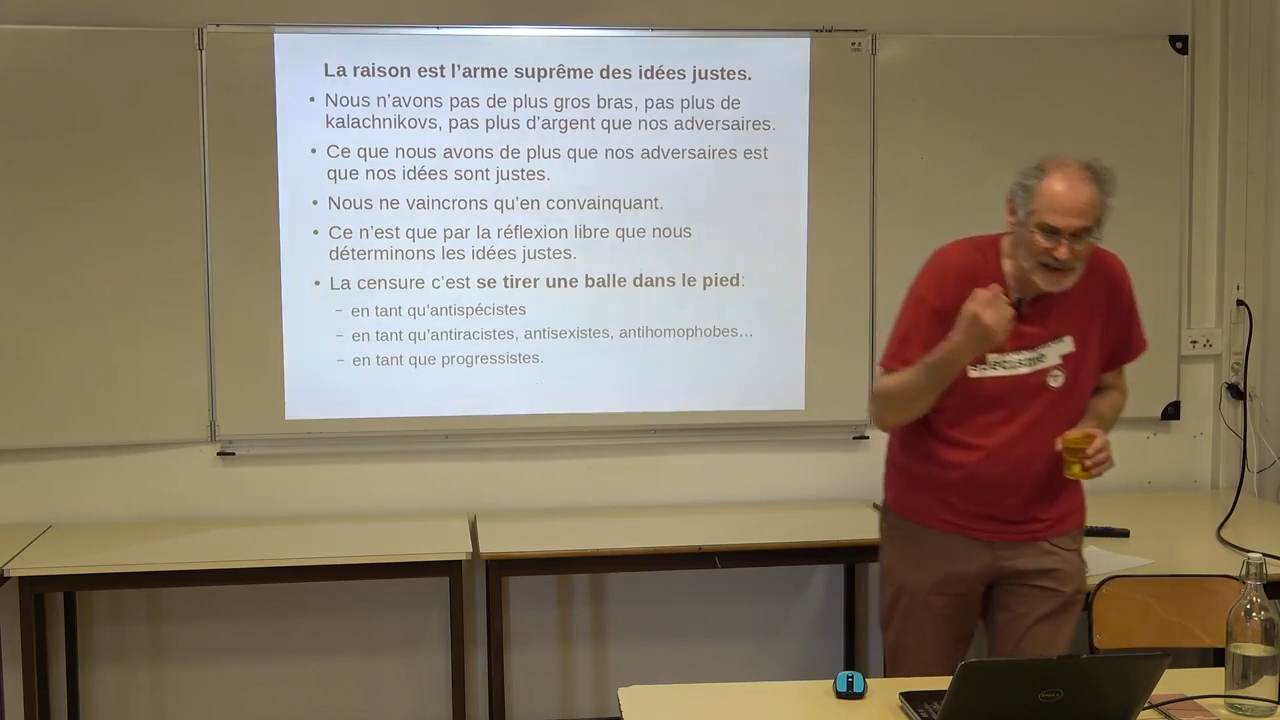 La raison est l’arme suprême des idées justes.
• Nous n’avons pas de plus gros bras, pas plus de
kalachnikovs, pas plus d’argent que nos adversaires.
• Ce que nous avons de plus que nos adversaires est
que nos idées sont justes.
• Nous ne vaincrons qu’en convainquant.
• Ce n’est que par la réflexion libre que nous
déterminons les idées justes.
• La censure c’est se tirer une balle dans le pied:
– en tant qu’antispécistes
– en tant qu’antiracistes, antisexistes, antihomophobes…
– en tant que progressistes.
spécisme
DELL